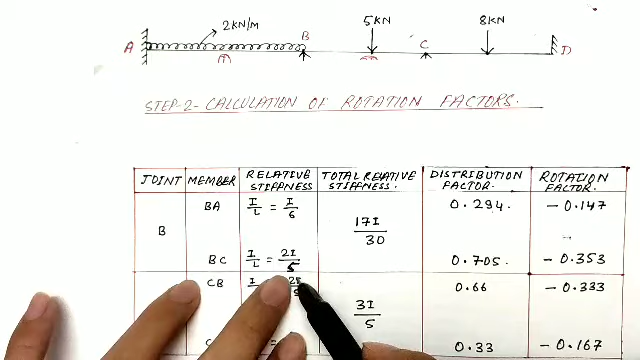 2KN/M 5KN 8KN
A B C D
STEP-2- CALCULATION OF ROTATION FACTORS.
JOINT MEMBER RELATIVE STIFFNESS TOTAL RELATIVE STIFFNESS. DISTRIBUTION FACTOR ROTATION FACTOR.
BA I/L = I/6 0.294. -0.147
B 17I/30
BC I/L = 2I/5 0.705. -0.353
CB 0.66 -0.333
3I/5
0.33 -0.167